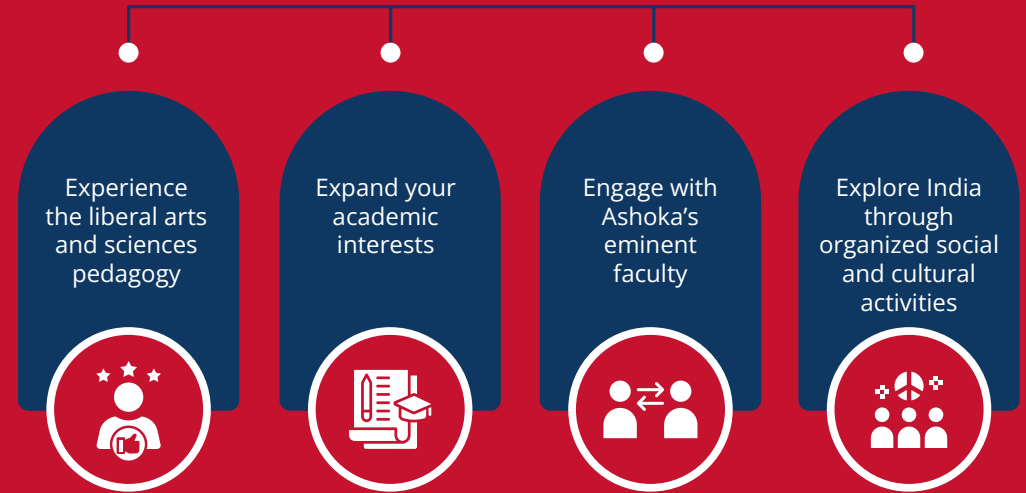 Experience
the liberal arts
and sciences
pedagogy
Expand your
academic
interests
Engage with
Ashoka’s
eminent
faculty
Explore India
through
organized social
and cultural
activities